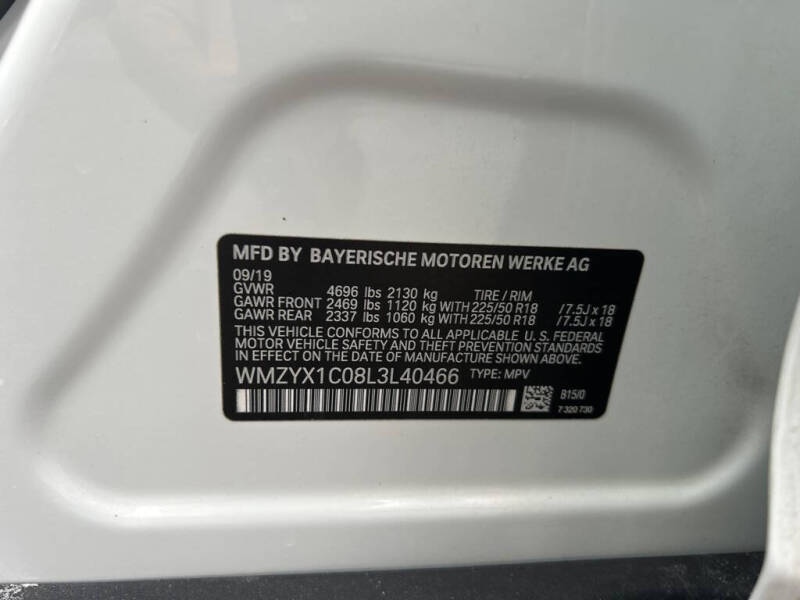 MFD BY BAYERISCHE MOTOREN WERKE AG
09/19
GVWR 4696 lbs 2130 kg TIRE / RIM
GAWR FRONT 2469 lbs 1120 kg WITH 225/50 R18 /7.5J x 18
GAWR REAR 2337 lbs 1060 kg WITH 225/50 R18 /7.5J x 18
THIS VEHICLE CONFORMS TO ALL APPLICABLE U. S. FEDERAL
MOTOR VEHICLE SAFETY AND THEFT PREVENTION STANDARDS
IN EFFECT ON THE DATE OF MANUFACTURE SHOWN ABOVE.
WMZYX1C08L3L40466 TYPE: MPV
B15/0
7 320 730